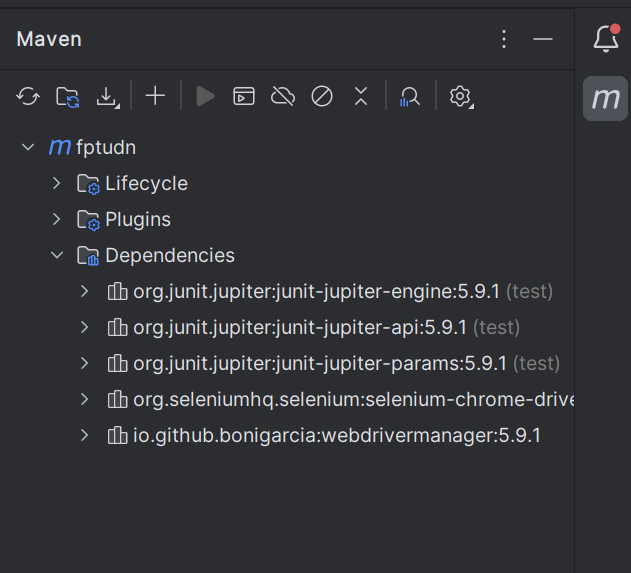 Maven
m fptudn
Lifecycle
Plugins
Dependencies
org.junit.jupiter:junit-jupiter-engine:5.9.1 (test)
org.junit.jupiter:junit-jupiter-api:5.9.1 (test)
org.junit.jupiter:junit-jupiter-params:5.9.1 (test)
org.seleniumhq.selenium:selenium-chrome-drive
io.github.bonigarcia:webdrivermanager:5.9.1
m